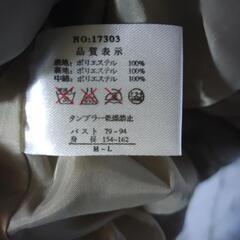 NO:17303
品質表示
表地: ポリエステル 100%
裏地: ポリエステル 100%
中綿: ポリエステル 100%
タンブラー乾燥禁止
バスト 79-94
身長 154-162
M-L